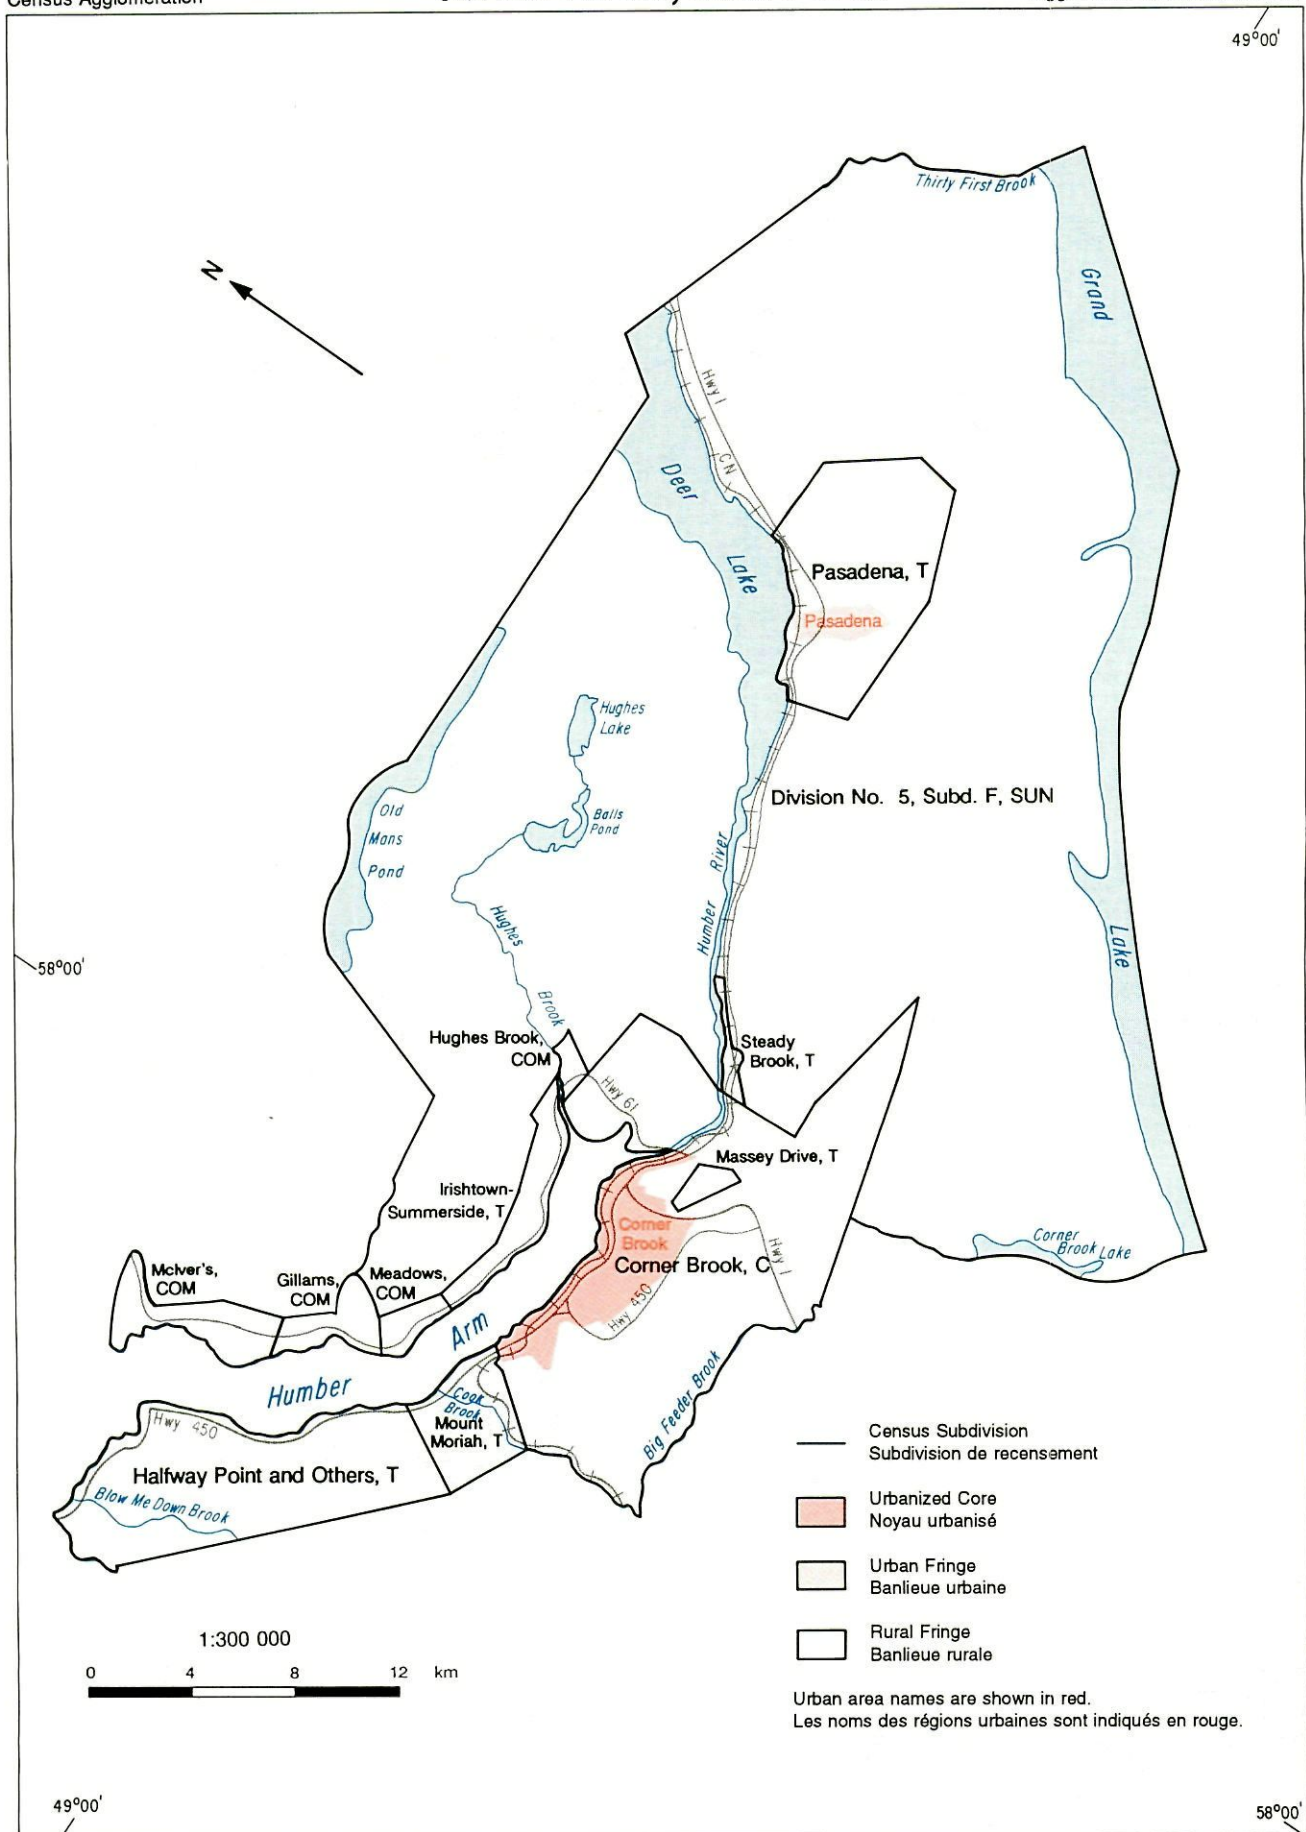 Census Agglomeration
49°00'
Thirty First Brook
Grand
N
Hwy 1
CN
Deer
Lake
Pasadena, T
Pasadena
Hughes
Lake
Division No. 5, Subd. F, SUN
Old
Mans
Pond
Balls
Pond
Humber River
Hughes
Brook
Lake
58°00'
Hughes Brook,
COM
Steady
Brook, T
Hwy 61
Massey Drive, T
Irishtown-
Summerside, T
Corner
Brook
Corner Brook, C
Hwy 1
Corner
Brook Lake
McIver's,
COM
Gillams,
COM
Meadows,
COM
Hwy 450
Humber
Arm
Big Feeder Brook
Cook
Brook
Mount
Moriah, T
Hwy 450
Halfway Point and Others, T
Blow Me Down Brook
Census Subdivision
Subdivision de recensement
Urbanized Core
Noyau urbanisé
Urban Fringe
Banlieue urbaine
Rural Fringe
Banlieue rurale
1:300 000
0 4 8 12 km
Urban area names are shown in red.
Les noms des régions urbaines sont indiqués en rouge.
49°00'
58°00'